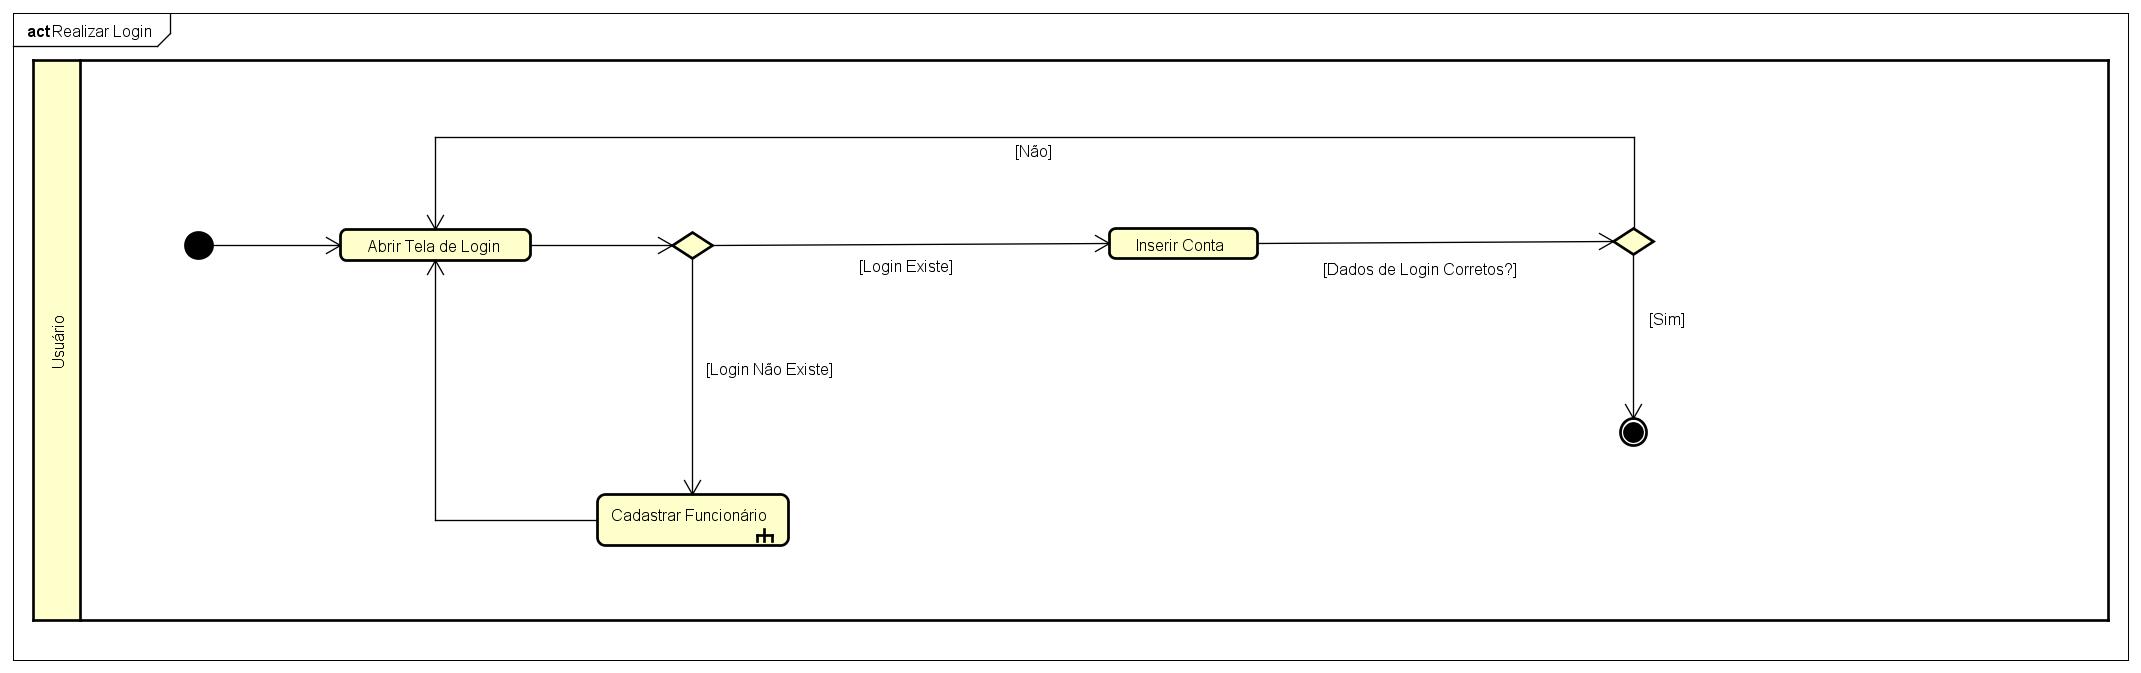 act Realizar Login
Usuário
[Não]
Abrir Tela de Login
Inserir Conta
[Login Existe]
[Dados de Login Corretos?]
[Sim]
[Login Não Existe]
Cadastrar Funcionário